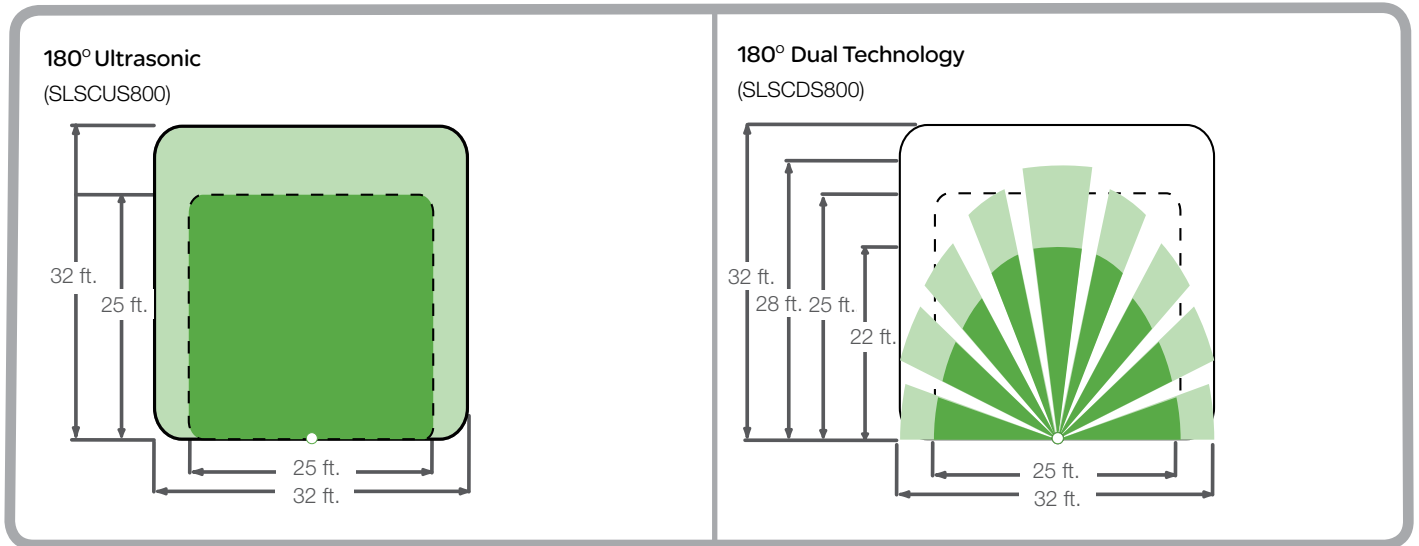 180° Ultrasonic
(SLSCUS800)
32 ft.
25 ft.
25 ft.
32 ft.
180° Dual Technology
(SLSCDS800)
32 ft.
28 ft.
25 ft.
22 ft.
25 ft.
32 ft.